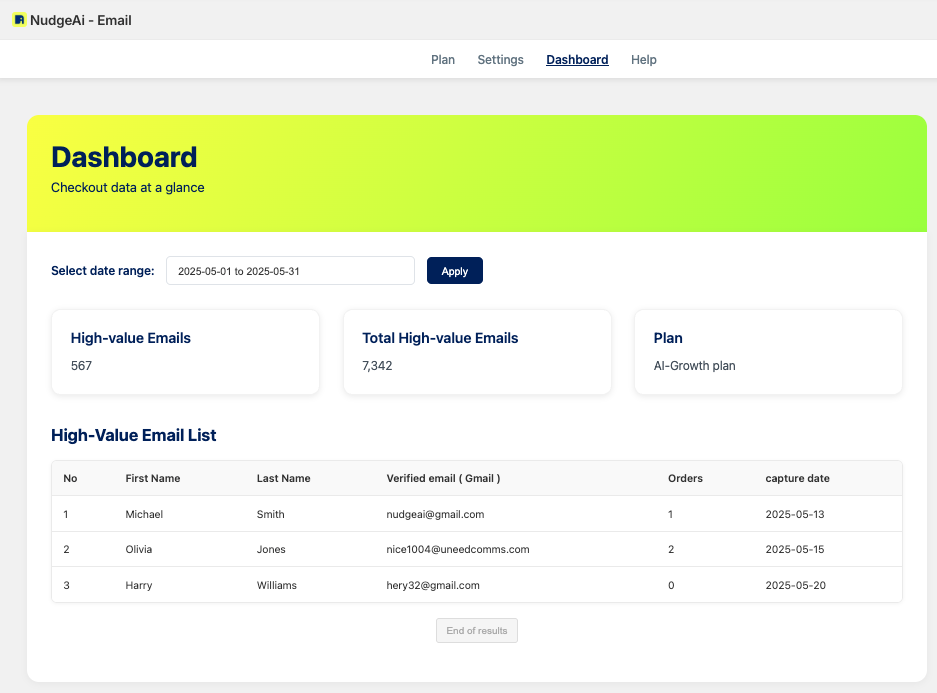 NudgeAi - Email
Plan Settings Dashboard Help
Dashboard
Checkout data at a glance
Select date range: 2025-05-01 to 2025-05-31 Apply
High-value Emails Total High-value Emails Plan
567 7,342 AI-Growth plan
High-Value Email List
No First Name Last Name Verified email ( Gmail ) Orders capture date
1 Michael Smith nudgeai@gmail.com 1 2025-05-13
2 Olivia Jones nice1004@uneedcomms.com 2 2025-05-15
3 Harry Williams hery32@gmail.com 0 2025-05-20
End of results